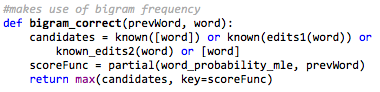 #makes use of bigram frequency
def bigram_correct(prevWord, word):
    candidates = known([word]) or known(edits1(word)) or
        known_edits2(word) or [word]
    scoreFunc = partial(word_probability_mle, prevWord)
    return max(candidates, key=scoreFunc)